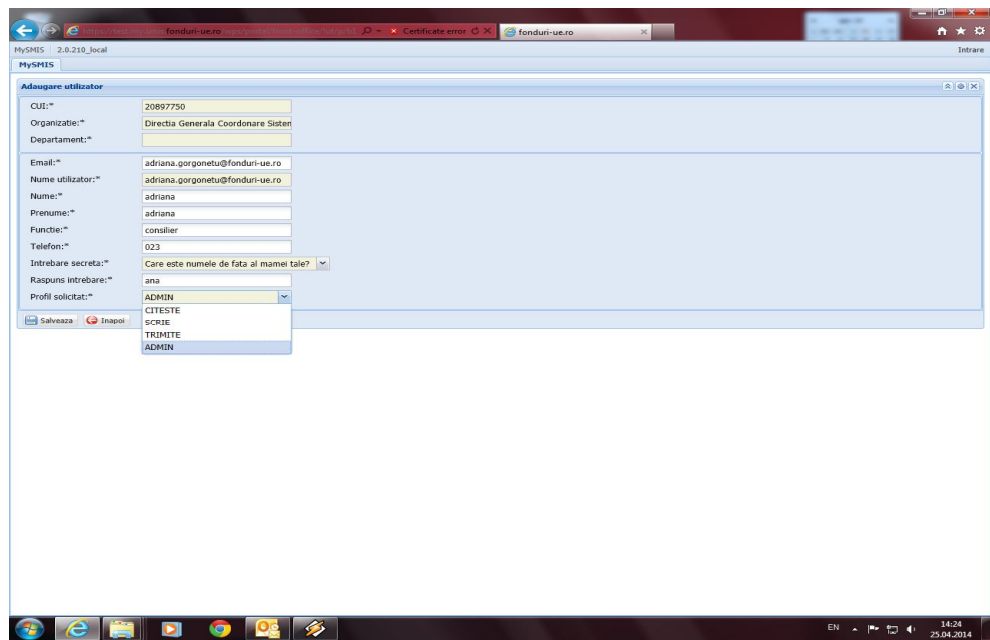 fonduri-ue.ro
Certificate error
fonduri-ue.ro
MySMIS 2.0.210_local
Intrare
MySMIS
Adaugare utilizator
CUI:* 20897750
Organizatie:* Directia Generala Coordonare Sisten
Departament:*
Email:* adriana.gorgonetu@fonduri-ue.ro
Nume utilizator:* adriana.gorgonetu@fonduri-ue.ro
Nume:* adriana
Prenume:* adriana
Functie:* consilier
Telefon:* 023
Intrebare secreta:* Care este numele de fata al mamei tale?
Raspuns intrebare:* ana
Profil solicitat:* ADMIN
CITESTE
SCRIE
TRIMITE
ADMIN
Salveaza Inapoi
EN
14:24
25.04.2014